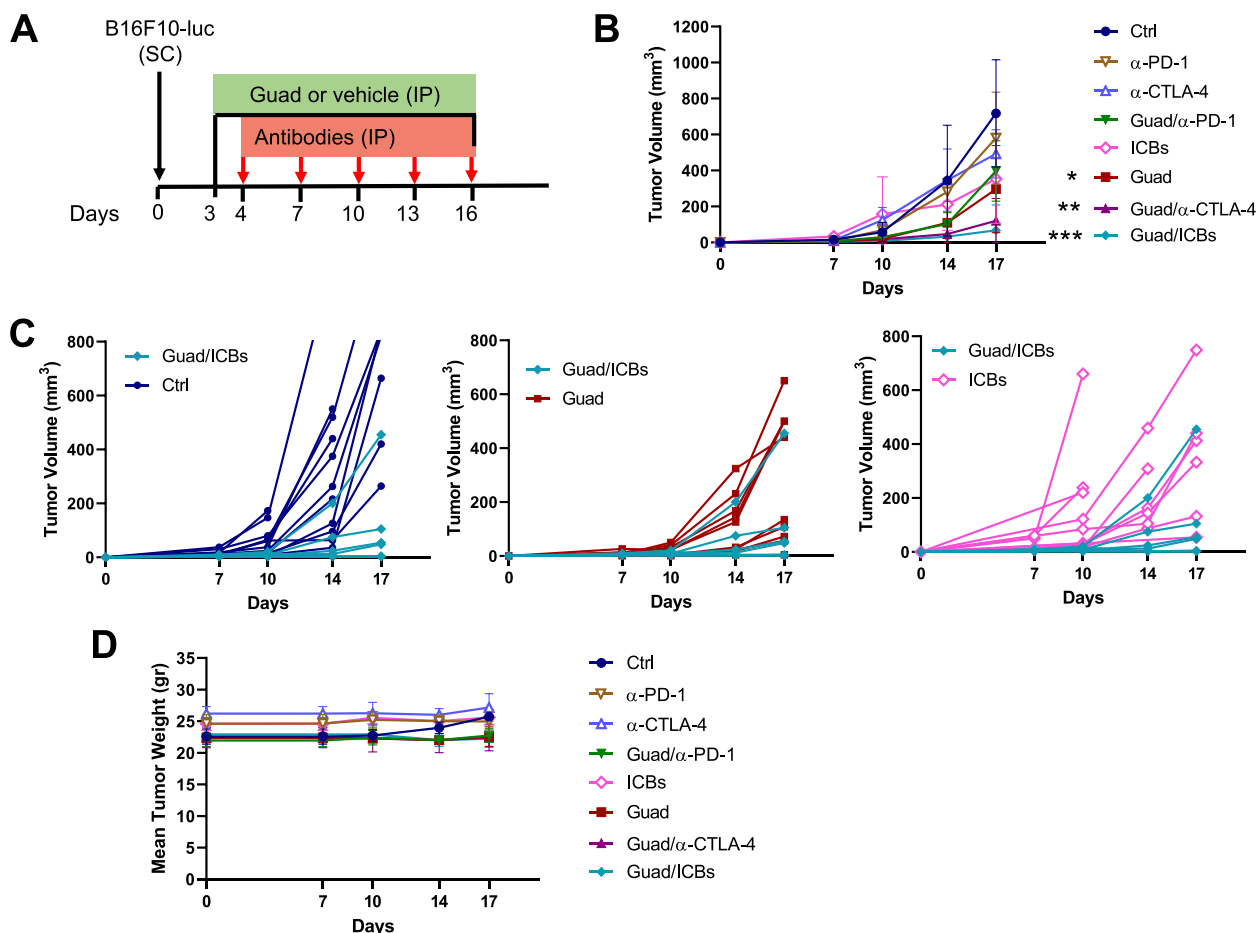 A
B16F10-luc
(SC)
Guad or vehicle (IP)
Antibodies (IP)
Days
0 3 4 7 10 13 16
B
Tumor Volume (mm³)
1200
1000
800
600
400
200
0
0 7 10 14 17
Days
Ctrl
α-PD-1
α-CTLA-4
Guad/α-PD-1
ICBs
* Guad
** Guad/α-CTLA-4
*** Guad/ICBs
C
Tumor Volume (mm³)
800
600
400
200
0
0 7 10 14 17
Days
Guad/ICBs
Ctrl
Tumor Volume (mm³)
800
600
400
200
0
0 7 10 14 17
Days
Guad/ICBs
Guad
Tumor Volume (mm³)
800
600
400
200
0
0 7 10 14 17
Days
Guad/ICBs
ICBs
D
Mean Tumor Weight (gr)
35
30
25
20
15
10
5
0
0 7 10 14 17
Days
Ctrl
α-PD-1
α-CTLA-4
Guad/α-PD-1
ICBs
Guad
Guad/α-CTLA-4
Guad/ICBs